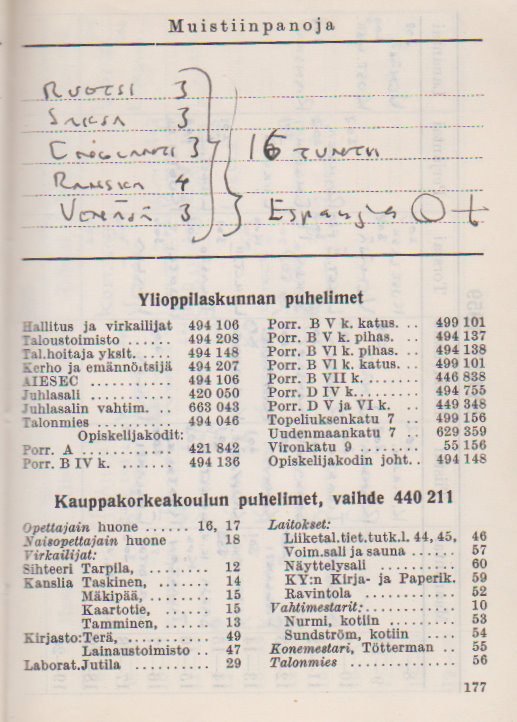 Muistiinpanoja
RUOTSI 3
SAKSA 3
ENGLANTI 3
16 TUNTIA
RANSKA 4
VENÄJÄ 3
Espanja
Ylioppilaskunnan puhelimet
Hallitus ja virkailijat 494 106
Taloustoimisto ...... 494 208
Tal.hoitaja yksit. .... 494 148
Kerho ja emännöitsijä 494 207
AIESEC .......... 494 106
Juhlasali .......... 420 050
Juhlasalin vahtim. .. 663 043
Talonmies ........ 494 046
Opiskelijakodit:
Porr. A .......... 421 842
Porr. B IV k. ...... 494 136
Porr. B V k. katus. .. 499 101
Porr. B V k. pihas. .. 494 137
Porr. B VI k. pihas. .. 494 138
Porr. B VI k. katus. .. 499 101
Porr. B VII k. ...... 446 838
Porr. D IV k. ...... 494 755
Porr. D V ja VI k. .. 449 348
Topeliuksenkatu 7 .. 499 156
Uudenmaankatu 7 .. 629 359
Vironkatu 9 ........ 55 156
Opiskelijakodin joht.. 494 148
Kauppakorkeakoulun puhelimet, vaihde 440 211
Opettajain huone ...... 16, 17
Naisopettajain huone 18
Virkailijat:
Sihteeri Tarpila, ........ 12
Kanslia Taskinen, ...... 14
Mäkipää, ........ 15
Kaartotie, ........ 15
Tamminen, ...... 13
Kirjasto: Terä, .......... 49
Lainaustoimisto .. 47
Laborat. Jutila .......... 29
Laitokset:
Liiketal.tiet.tutk.l. 44, 45, 46
Voim.sali ja sauna ...... 57
Näyttelysali ........ 60
KY:n Kirja- ja Paperik. 59
Ravintola .......... 52
Vahtimestarit: ............ 10
Nurmi, kotiin ........ 53
Sundström, kotiin .... 54
Konemestari, Tötterman .. 55
Talonmies .............. 56
177